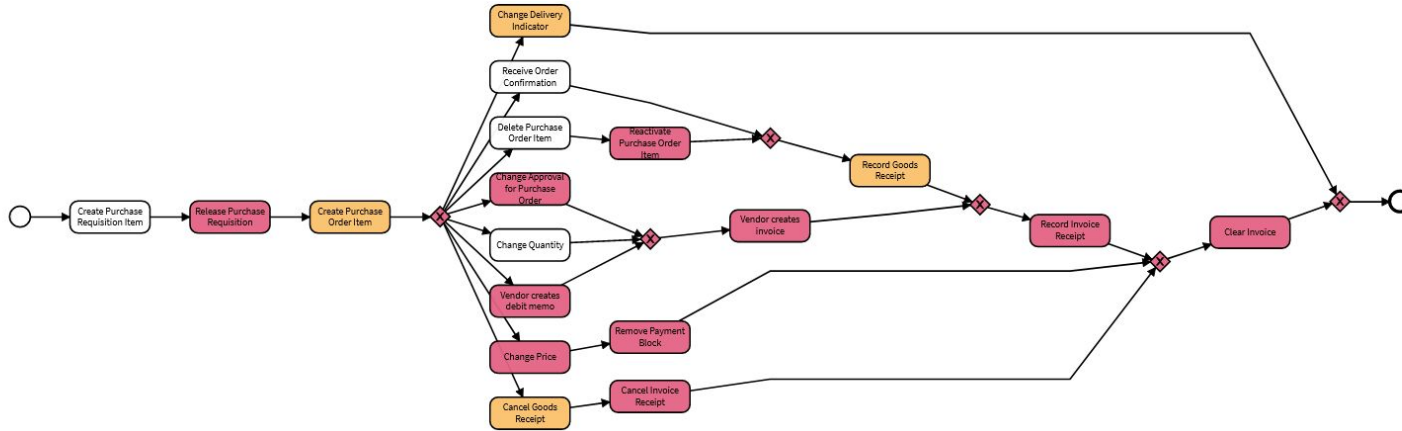 Change Delivery
Indicator
Receive Order
Confirmation
Delete Purchase
Order Item
Reactivate
Purchase Order
Item
Record Goods
Receipt
Create Purchase
Requisition Item
Release Purchase
Requisition
Create Purchase
Order Item
X
X
Change Approval
for Purchase
Order
Change Quantity
X
Vendor creates
invoice
X
Record Invoice
Receipt
X
Clear Invoice
X
Vendor creates
debit memo
Change Price
Remove Payment
Block
Cancel Goods
Receipt
Cancel Invoice
Receipt